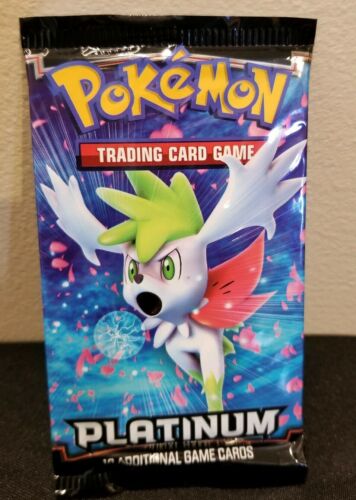 POKéMON
TRADING CARD GAME
PLATINUM
10 ADDITIONAL GAME CARDS